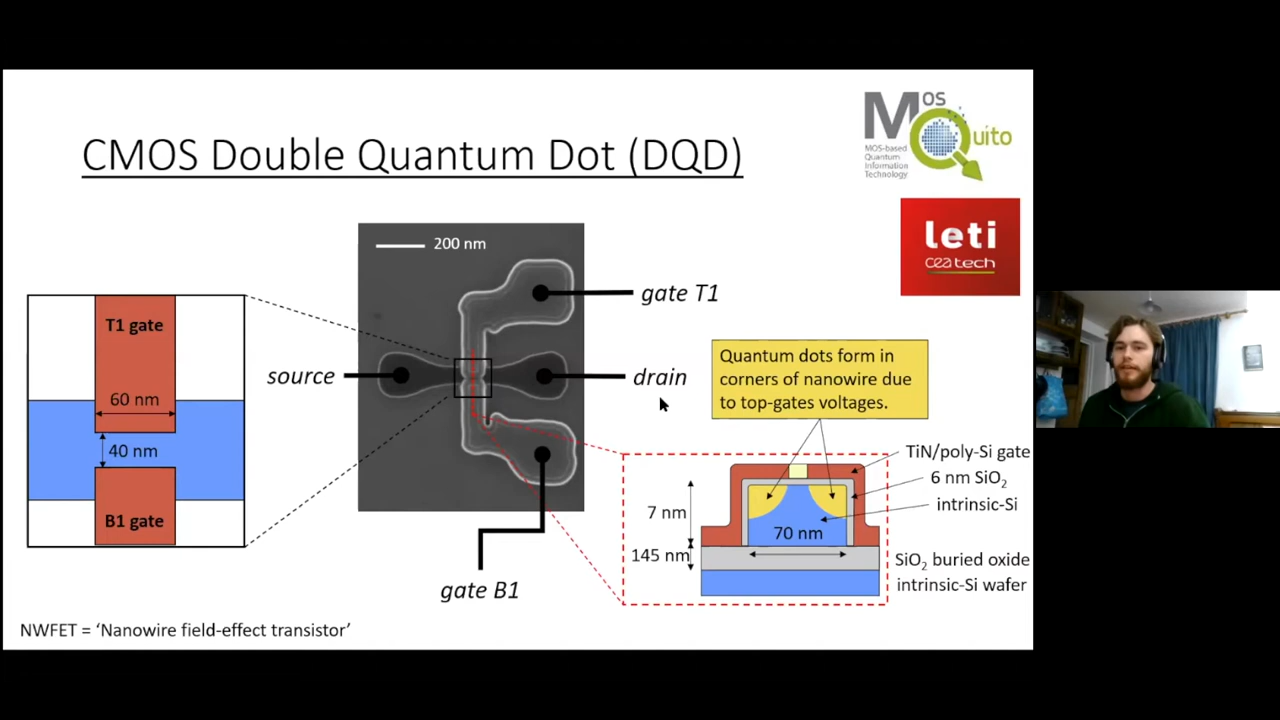 CMOS Double Quantum Dot (DQD)
MOS
Quito
MOS-based
Quantum
Information
Technology
leti
ceatech
200 nm
gate T1
source
drain
gate B1
T1 gate
60 nm
40 nm
B1 gate
Quantum dots form in
corners of nanowire due
to top-gates voltages.
TiN/poly-Si gate
6 nm SiO₂
intrinsic-Si
7 nm
70 nm
145 nm
SiO₂ buried oxide
intrinsic-Si wafer
NWFET = ‘Nanowire field-effect transistor’